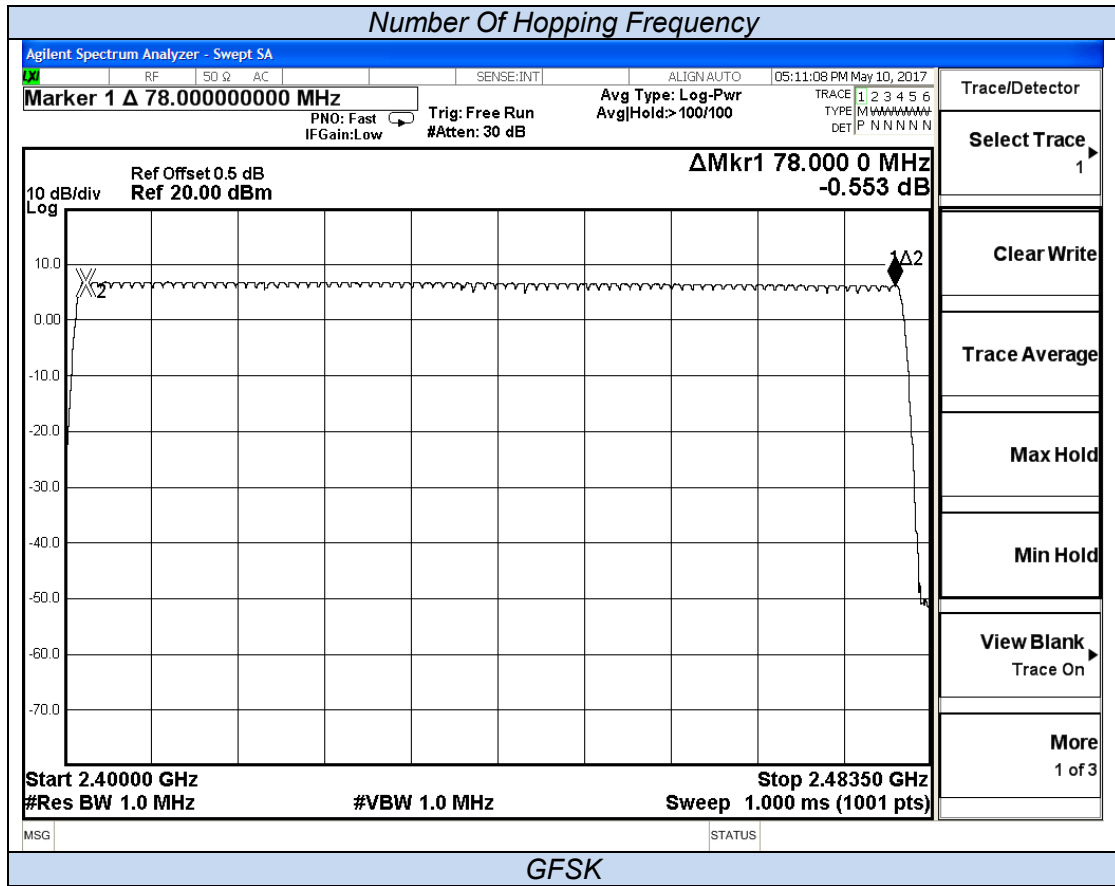 Number Of Hopping Frequency
Agilent Spectrum Analyzer - Swept SA
LXI RF 50 Ω AC SENSE:INT ALIGN AUTO 05:11:08 PM May 10, 2017
Marker 1 Δ 78.000000000 MHz
PNO: Fast
IFGain:Low
Trig: Free Run
#Atten: 30 dB
Avg Type: Log-Pwr
Avg|Hold:>100/100
TRACE 1 2 3 4 5 6
TYPE M WWWWW
DET P N N N N N
ΔMkr1 78.000 0 MHz
-0.553 dB
Ref Offset 0.5 dB
10 dB/div Ref 20.00 dBm
Log
10.0
0.00
-10.0
-20.0
-30.0
-40.0
-50.0
-60.0
-70.0
2
1Δ2
Start 2.40000 GHz
Stop 2.48350 GHz
#Res BW 1.0 MHz
#VBW 1.0 MHz
Sweep 1.000 ms (1001 pts)
MSG
STATUS
Trace/Detector
Select Trace
1
Clear Write
Trace Average
Max Hold
Min Hold
View Blank
Trace On
More
1 of 3
GFSK